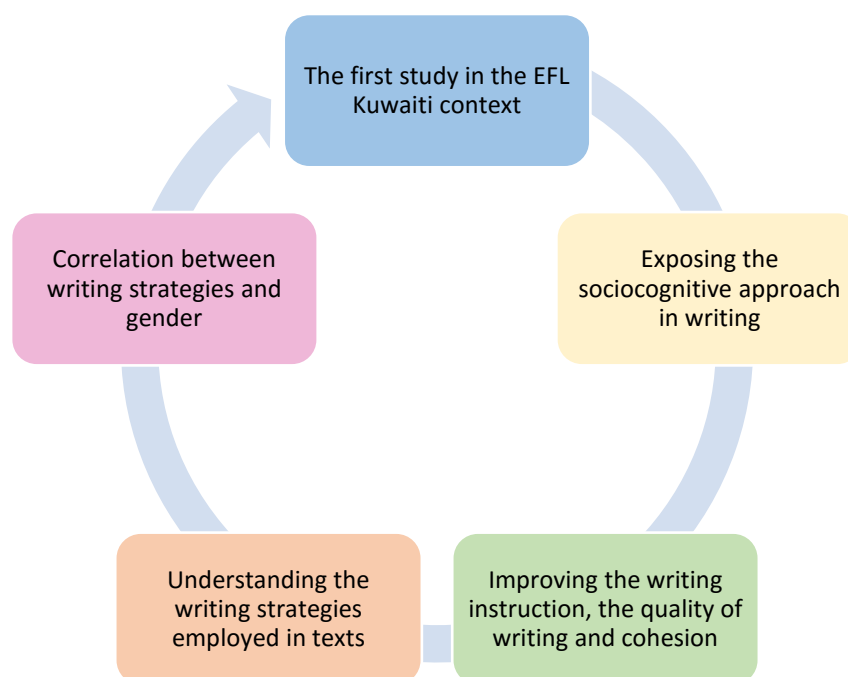 The first study in the EFL
Kuwaiti context
Exposing the
sociocognitive approach
in writing
Improving the writing
instruction, the quality of
writing and cohesion
Understanding the
writing strategies
employed in texts
Correlation between
writing strategies and
gender